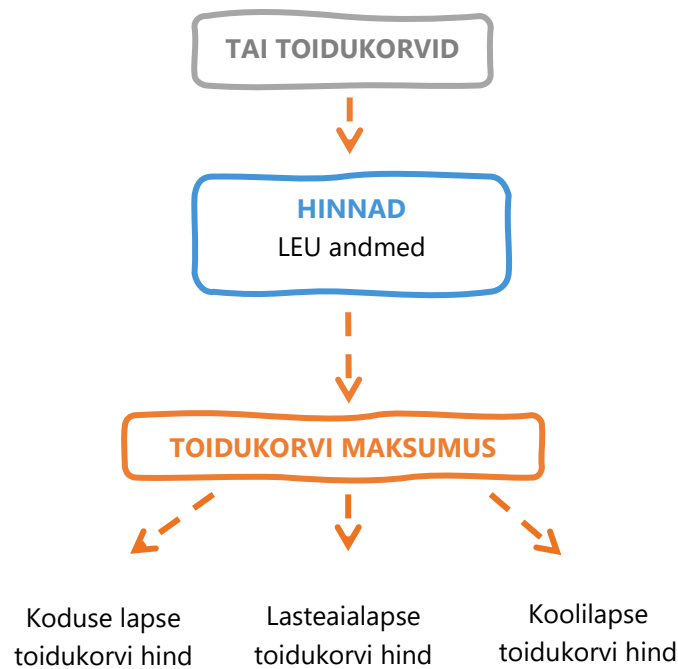 TAI TOIDUKORVID
HINNAD
LEU andmed
TOIDUKORVI MAKSUMUS
Koduse lapse
toidukorvi hind
Lasteaialapse
toidukorvi hind
Koolilapse
toidukorvi hind